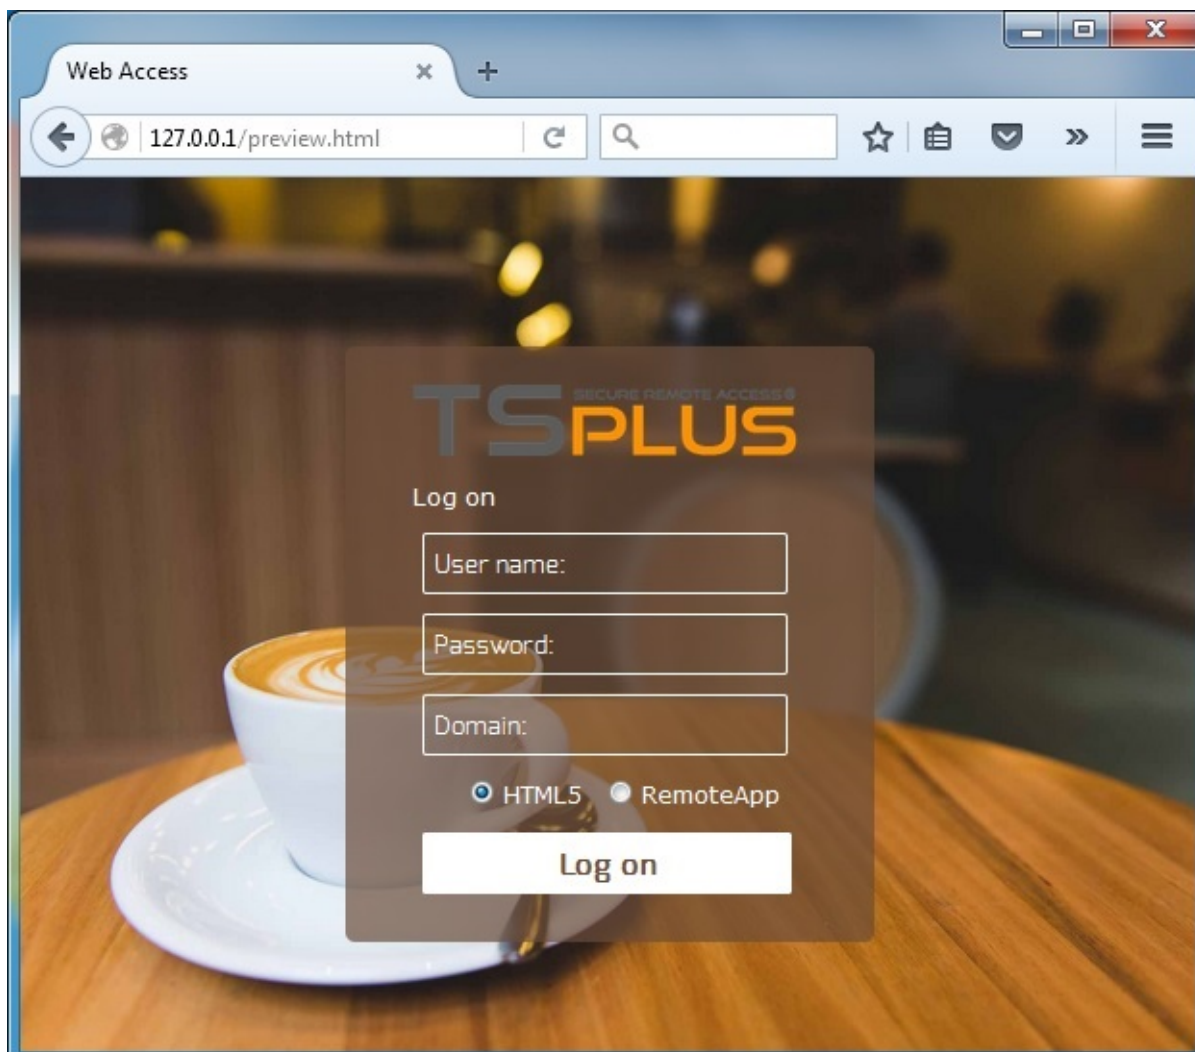 Web Access
127.0.0.1/preview.html
SECURE REMOTE ACCESS®
TSPLUS
Log on
User name:
Password:
Domain:
HTML5 RemoteApp
Log on